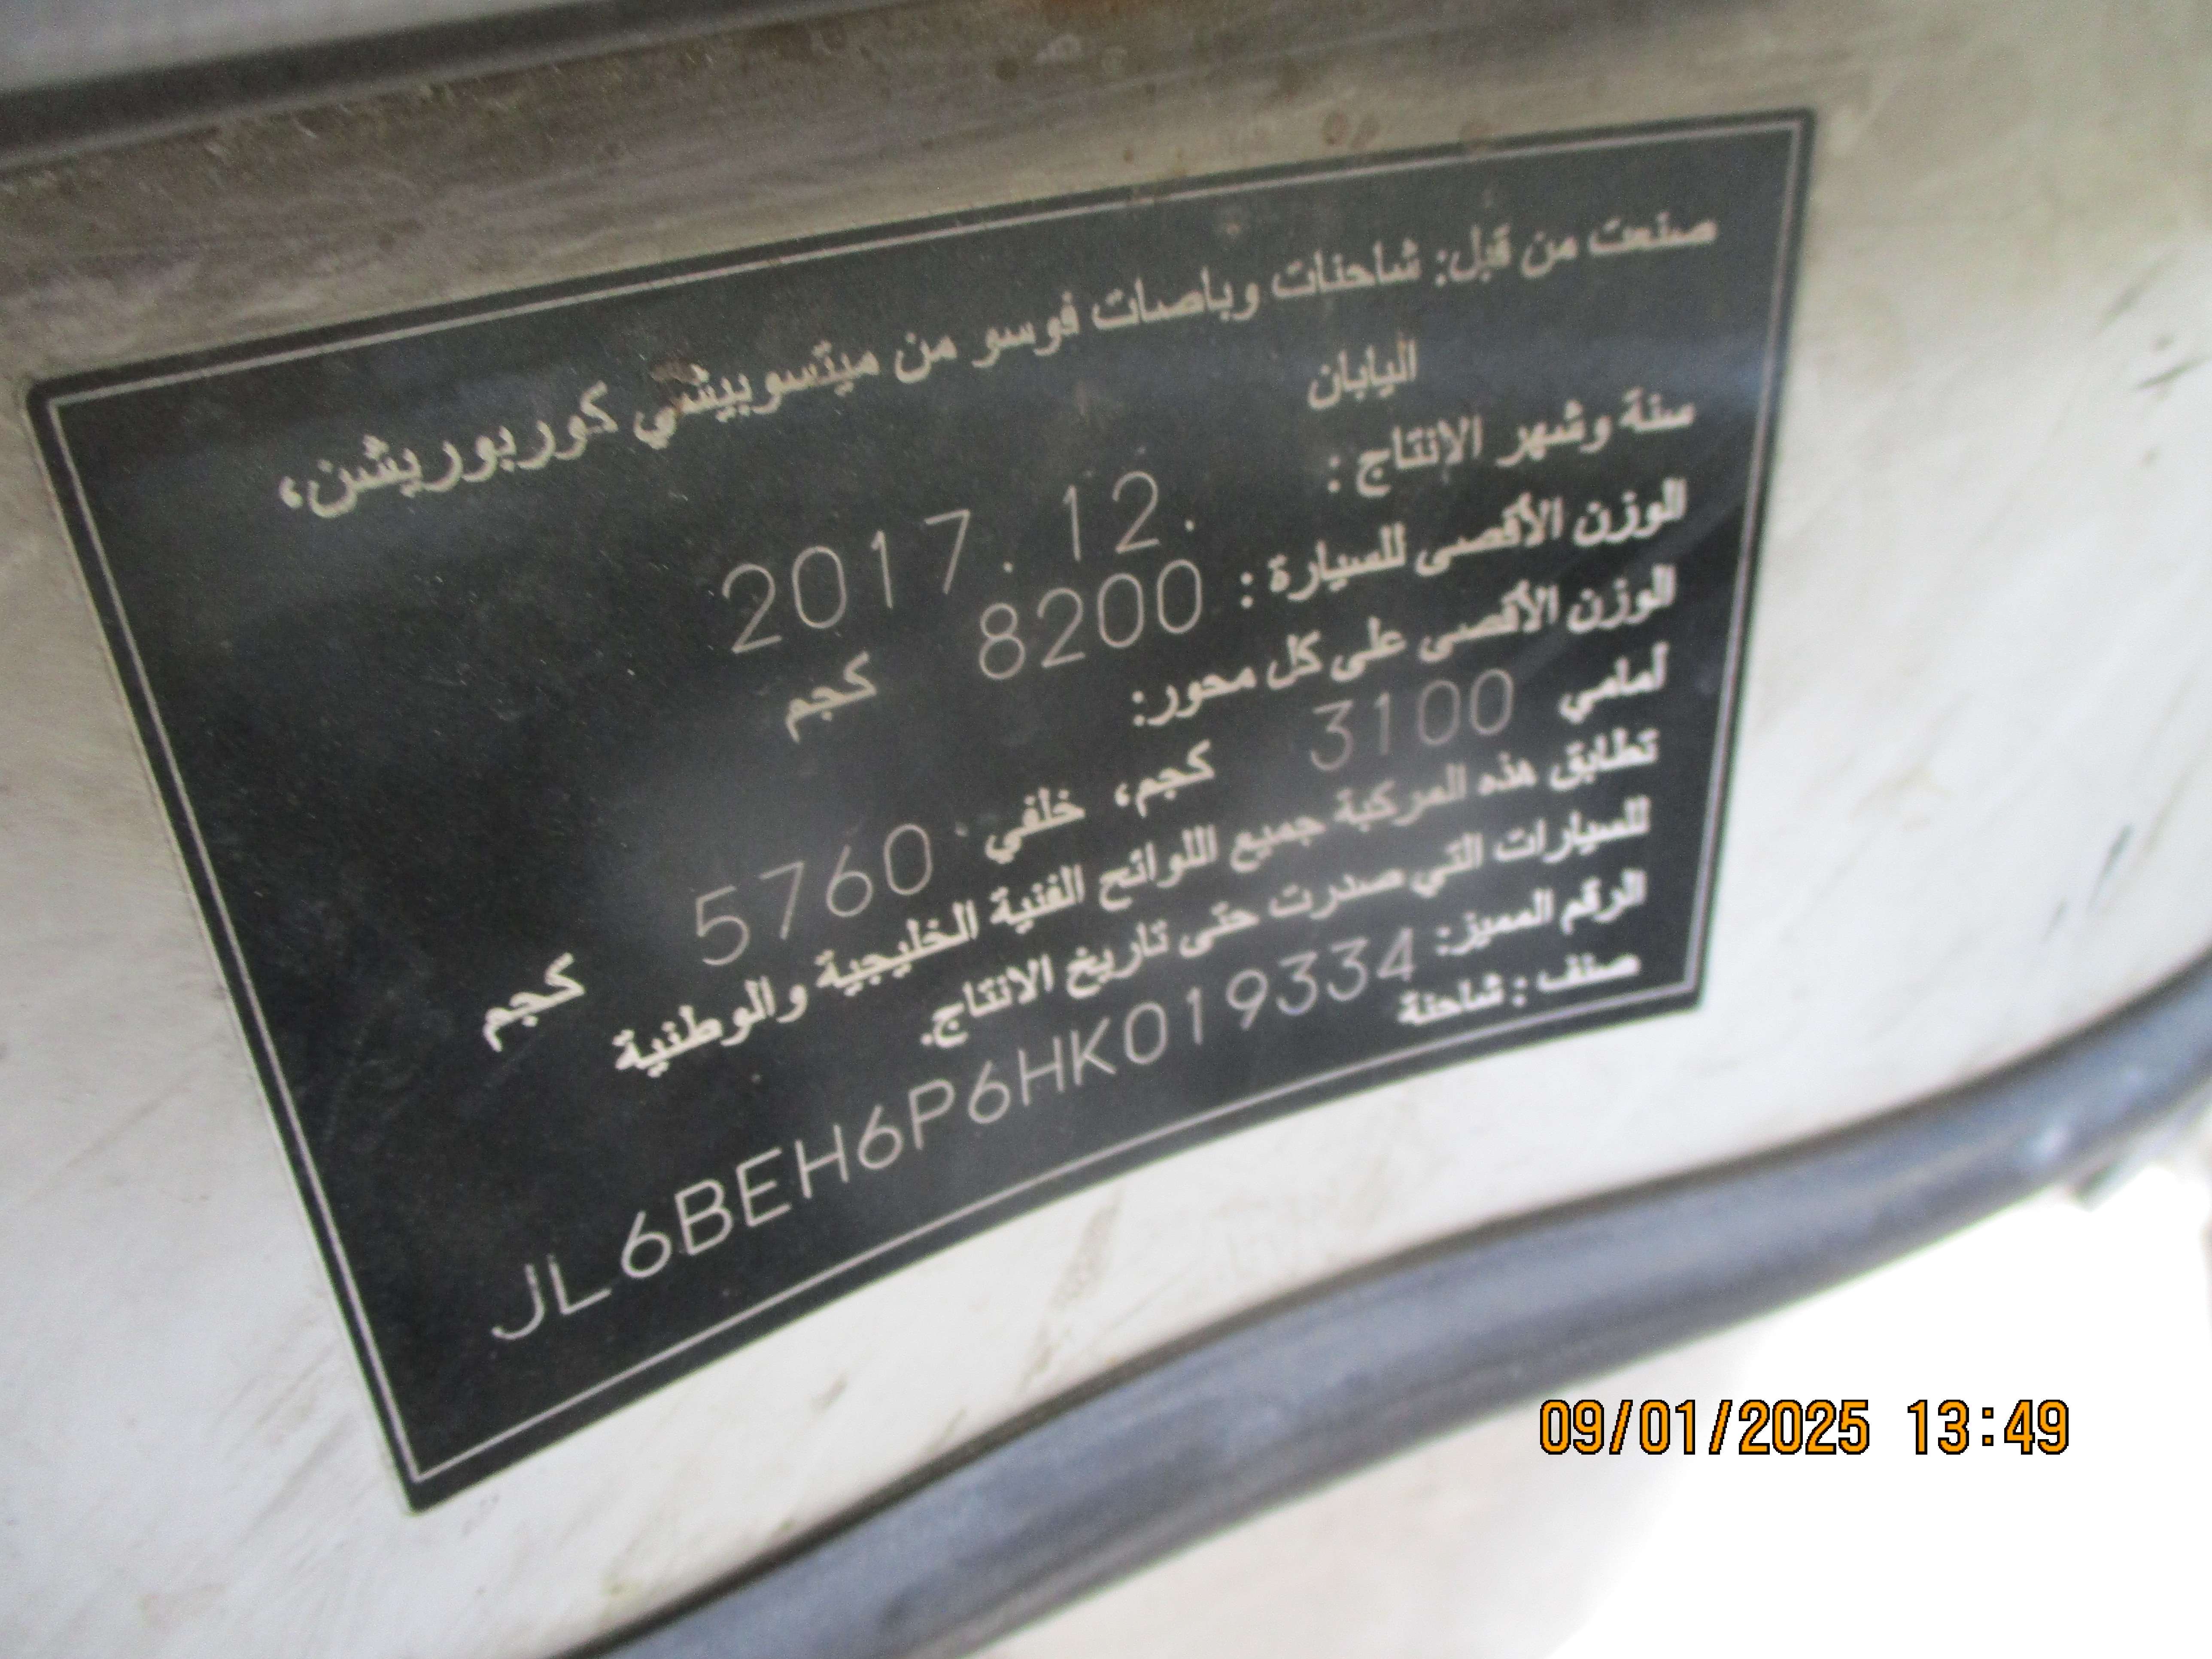 صنعت من قبل: شاحنات وباصات فوسو من ميتسوبيشي كوربوريشن،
اليابان
سنة وشهر الانتاج : 2017. 12.
الوزن الأقصى للسيارة : 8200 كجم
الوزن الأقصى على كل محور:
أمامي 3100 كجم، خلفي 5760 كجم
تطابق هذه المركبة جميع اللوائح الفنية الخليجية والوطنية
للسيارات التي صدرت حتى تاريخ الانتاج.
الرقم المميز: JL6BEH6P6HK019334
صنف : شاحنة
09/01/2025 13:49